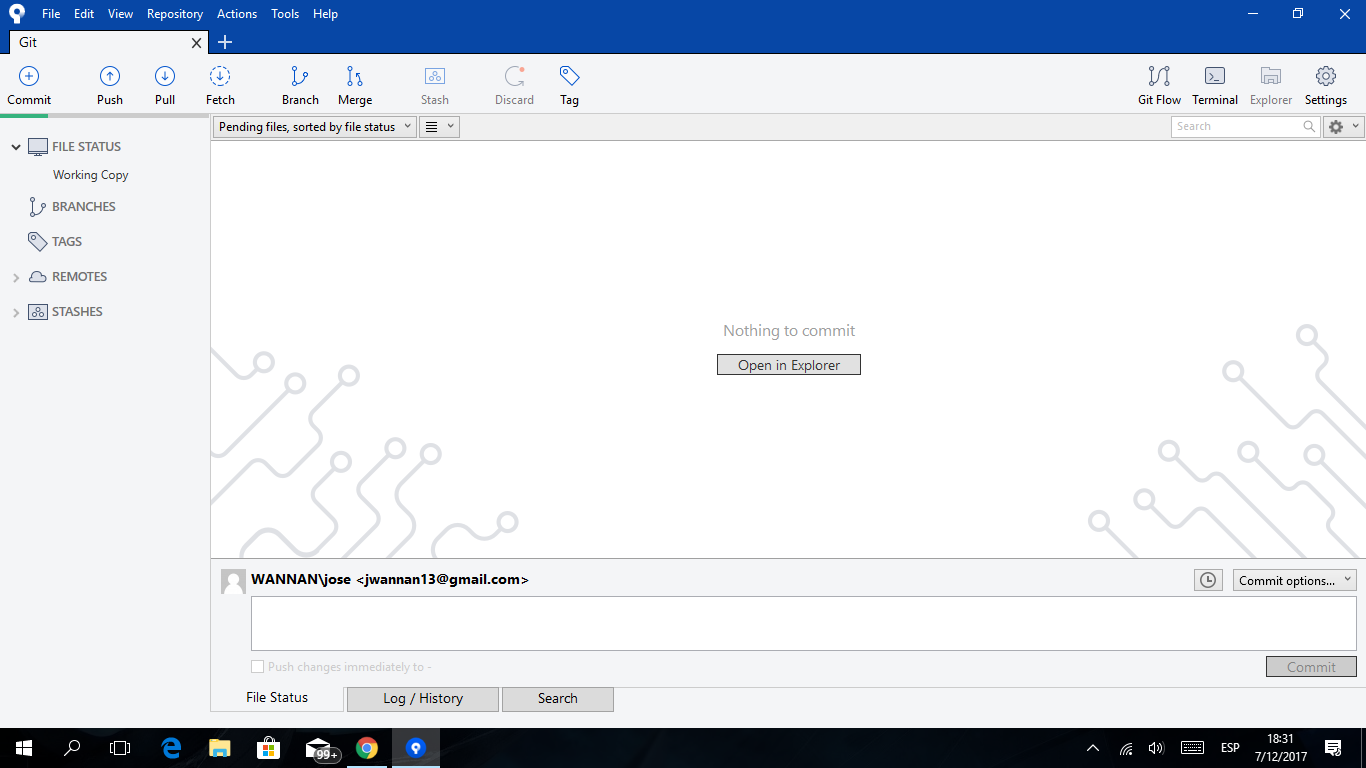 File Edit View Repository Actions Tools Help
Git
Commit Push Pull Fetch Branch Merge Stash Discard Tag Git Flow Terminal Explorer Settings
Pending files, sorted by file status Search
FILE STATUS
Working Copy
BRANCHES
TAGS
REMOTES
STASHES
Nothing to commit
Open in Explorer
WANNAN\jose <jwannan13@gmail.com> Commit options...
Push changes immediately to -
Commit
File Status Log / History Search
99+ ESP 18:31
7/12/2017